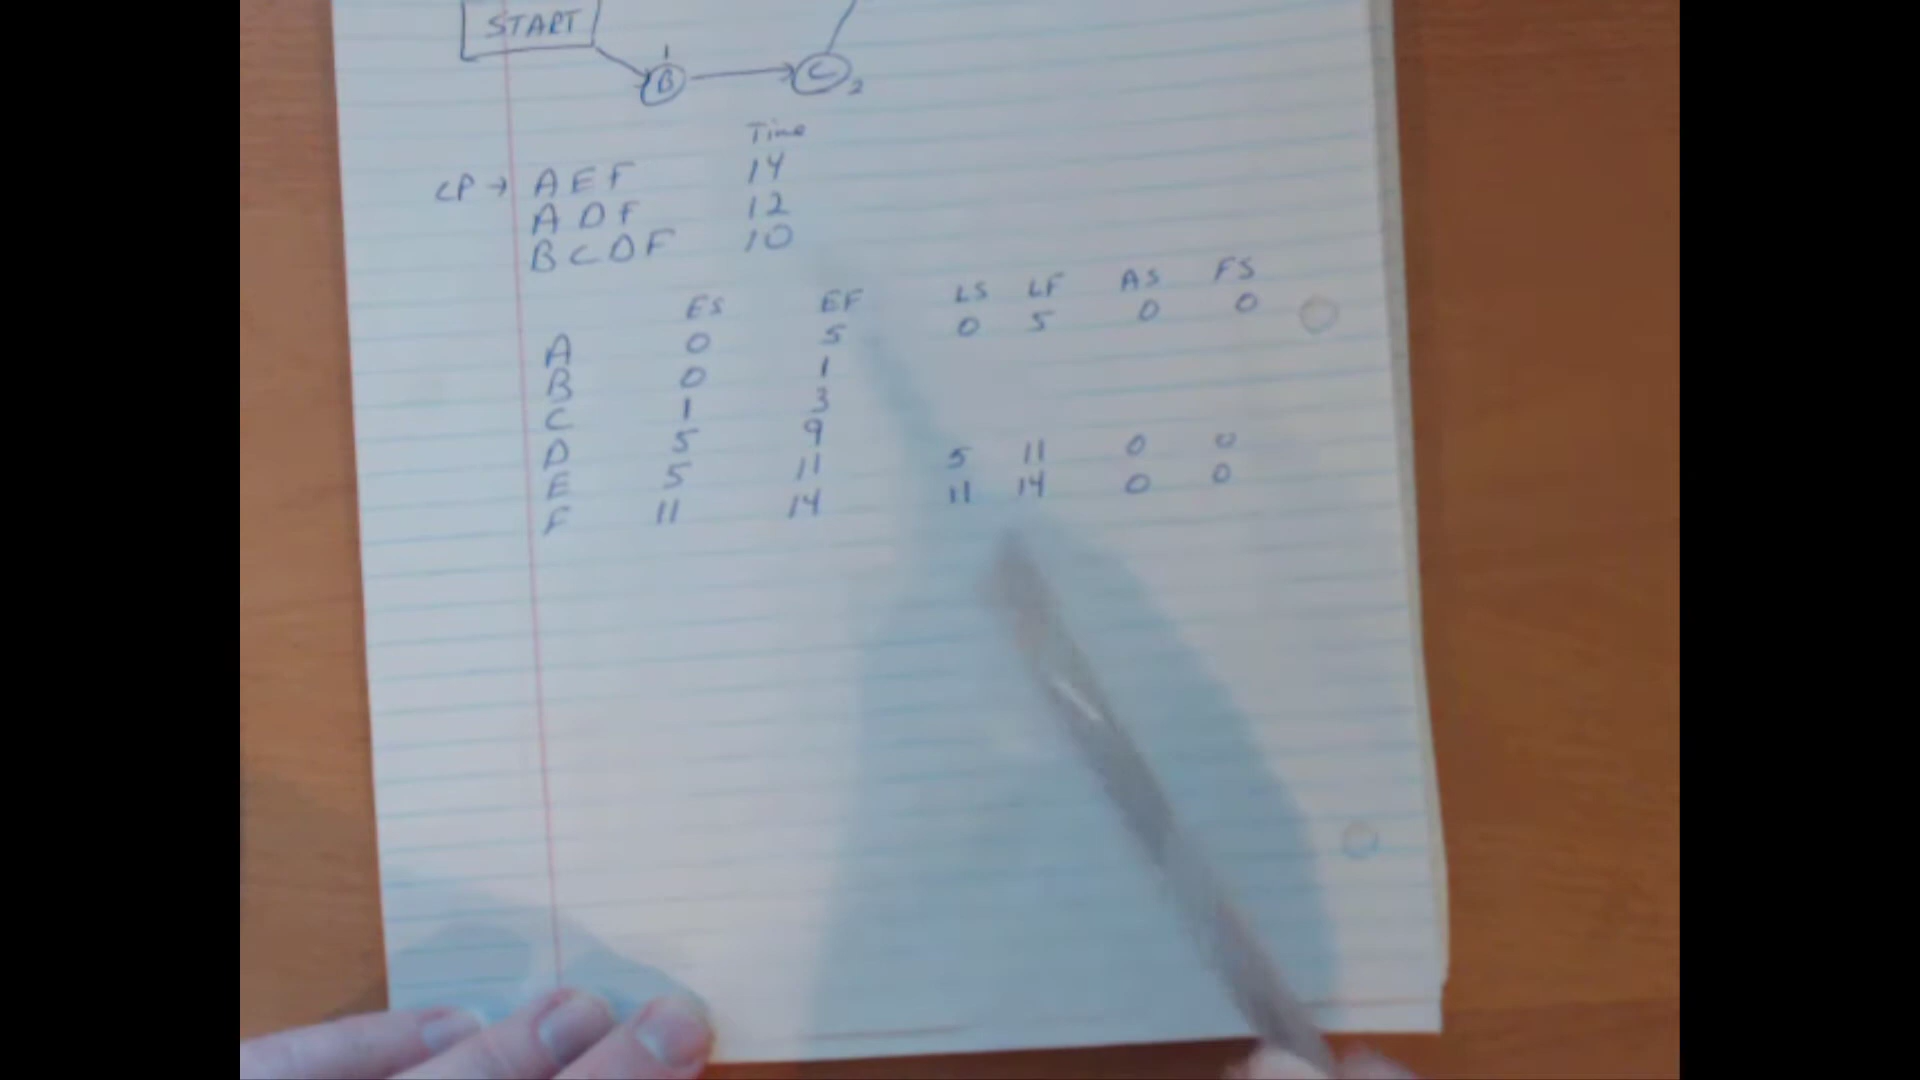 START
1
B
C
2
Time
CP → A E F 14
A D F 12
B C D F 10
ES EF LS LF AS FS
A 0 5 0 5 0 0
B 0 1
C 1 3
D 5 9
E 5 11 5 11 0 0
F 11 14 11 14 0 0